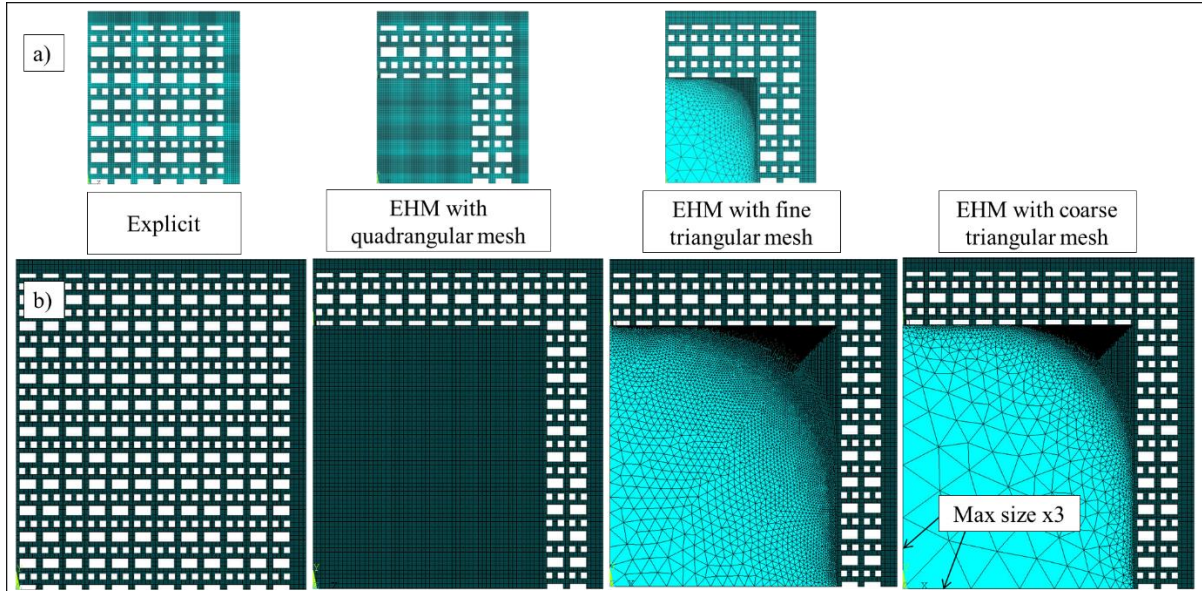 a)
Explicit
EHM with
quadrangular mesh
EHM with fine
triangular mesh
EHM with coarse
triangular mesh
b)
Max size x3
Y
Y
X
X